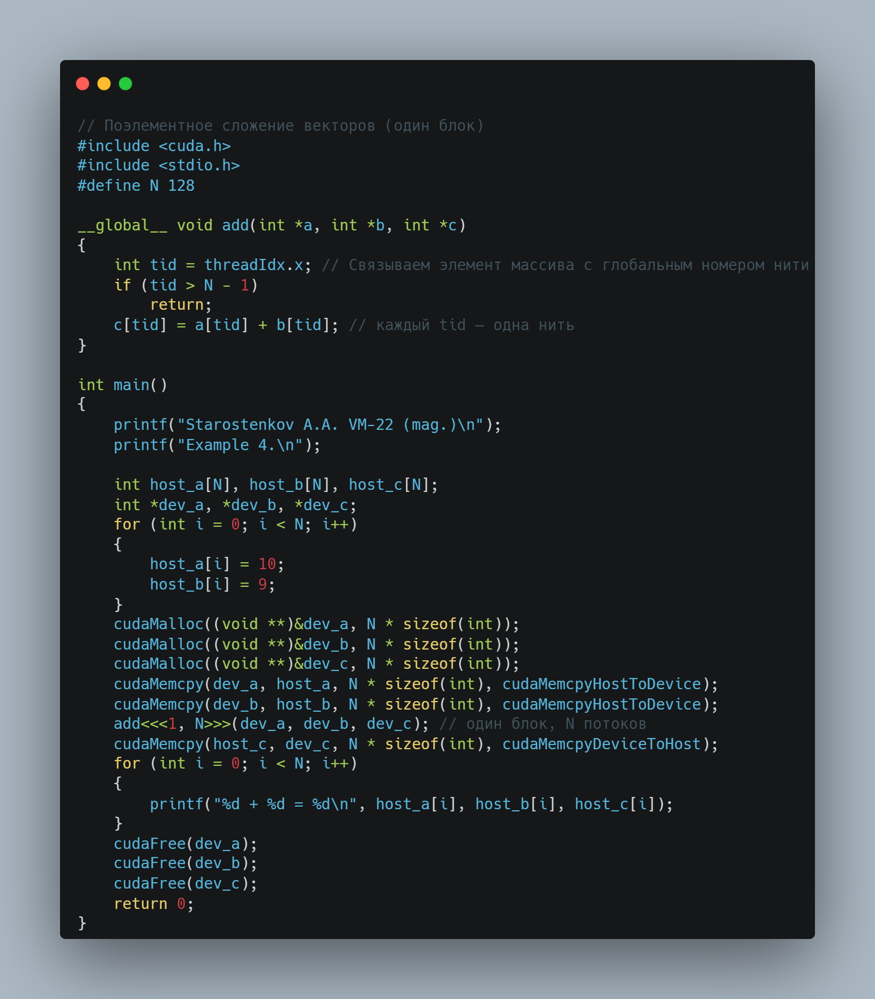 // Поэлементное сложение векторов (один блок)
#include <cuda.h>
#include <stdio.h>
#define N 128
__global__ void add(int *a, int *b, int *c)
{
    int tid = threadIdx.x; // Связываем элемент массива с глобальным номером нити
    if (tid > N - 1)
        return;
    c[tid] = a[tid] + b[tid]; // каждый tid – одна нить
}
int main()
{
    printf("Starostenkov A.A. VM-22 (mag.)\n");
    printf("Example 4.\n");
    int host_a[N], host_b[N], host_c[N];
    int *dev_a, *dev_b, *dev_c;
    for (int i = 0; i < N; i++)
    {
        host_a[i] = 10;
        host_b[i] = 9;
    }
    cudaMalloc((void **)&dev_a, N * sizeof(int));
    cudaMalloc((void **)&dev_b, N * sizeof(int));
    cudaMalloc((void **)&dev_c, N * sizeof(int));
    cudaMemcpy(dev_a, host_a, N * sizeof(int), cudaMemcpyHostToDevice);
    cudaMemcpy(dev_b, host_b, N * sizeof(int), cudaMemcpyHostToDevice);
    add<<<1, N>>>(dev_a, dev_b, dev_c); // один блок, N потоков
    cudaMemcpy(host_c, dev_c, N * sizeof(int), cudaMemcpyDeviceToHost);
    for (int i = 0; i < N; i++)
    {
        printf("%d + %d = %d\n", host_a[i], host_b[i], host_c[i]);
    }
    cudaFree(dev_a);
    cudaFree(dev_b);
    cudaFree(dev_c);
    return 0;
}